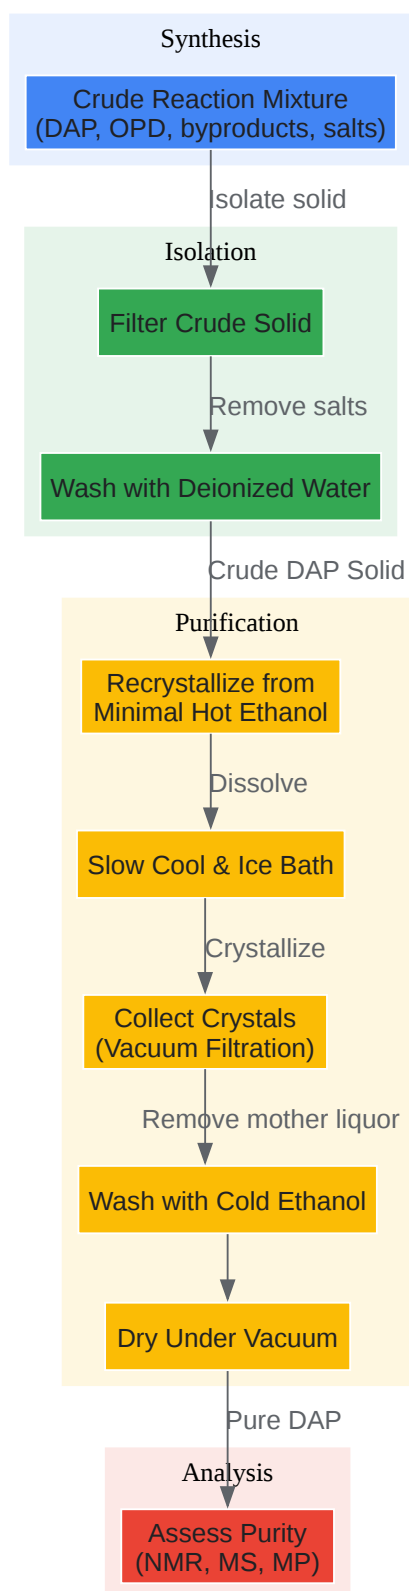 Synthesis
Crude Reaction Mixture
(DAP, OPD, byproducts, salts)
Isolate solid
Isolation
Filter Crude Solid
Remove salts
Wash with Deionized Water
Crude DAP Solid
Purification
Recrystallize from
Minimal Hot Ethanol
Dissolve
Slow Cool & Ice Bath
Crystallize
Collect Crystals
(Vacuum Filtration)
Remove mother liquor
Wash with Cold Ethanol
Dry Under Vacuum
Pure DAP
Analysis
Assess Purity
(NMR, MS, MP)